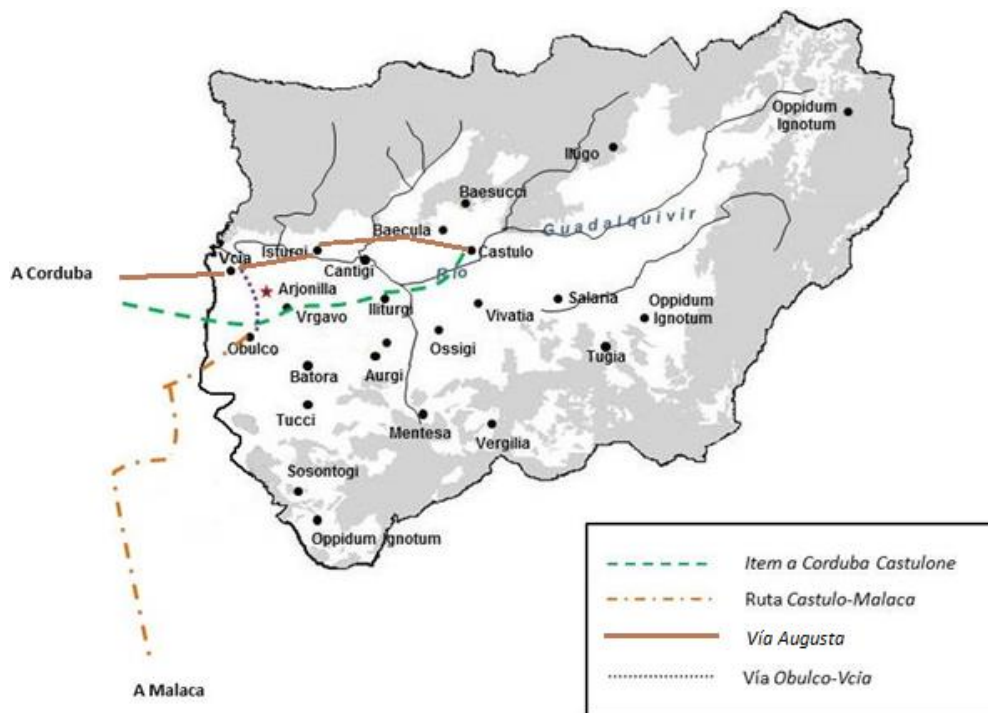 Oppidum
Ignotum
Ilugo
Baesucci
Guadalquivir
Baecula
Isturgi
Castulo
Vcia
A Corduba
Cantigi
Rio
Arjonilla
Salaria
Oppidum
Ignotum
Iliturgi
Vrgavo
Vivatia
Obulco
Ossigi
Tugia
Batora
Aurgi
Tucci
Mentesa
Vergilia
Sosontogi
Oppidum Ignotum
A Malaca
Item a Corduba Castulone
Ruta Castulo-Malaca
Vía Augusta
Vía Obulco-Vcia